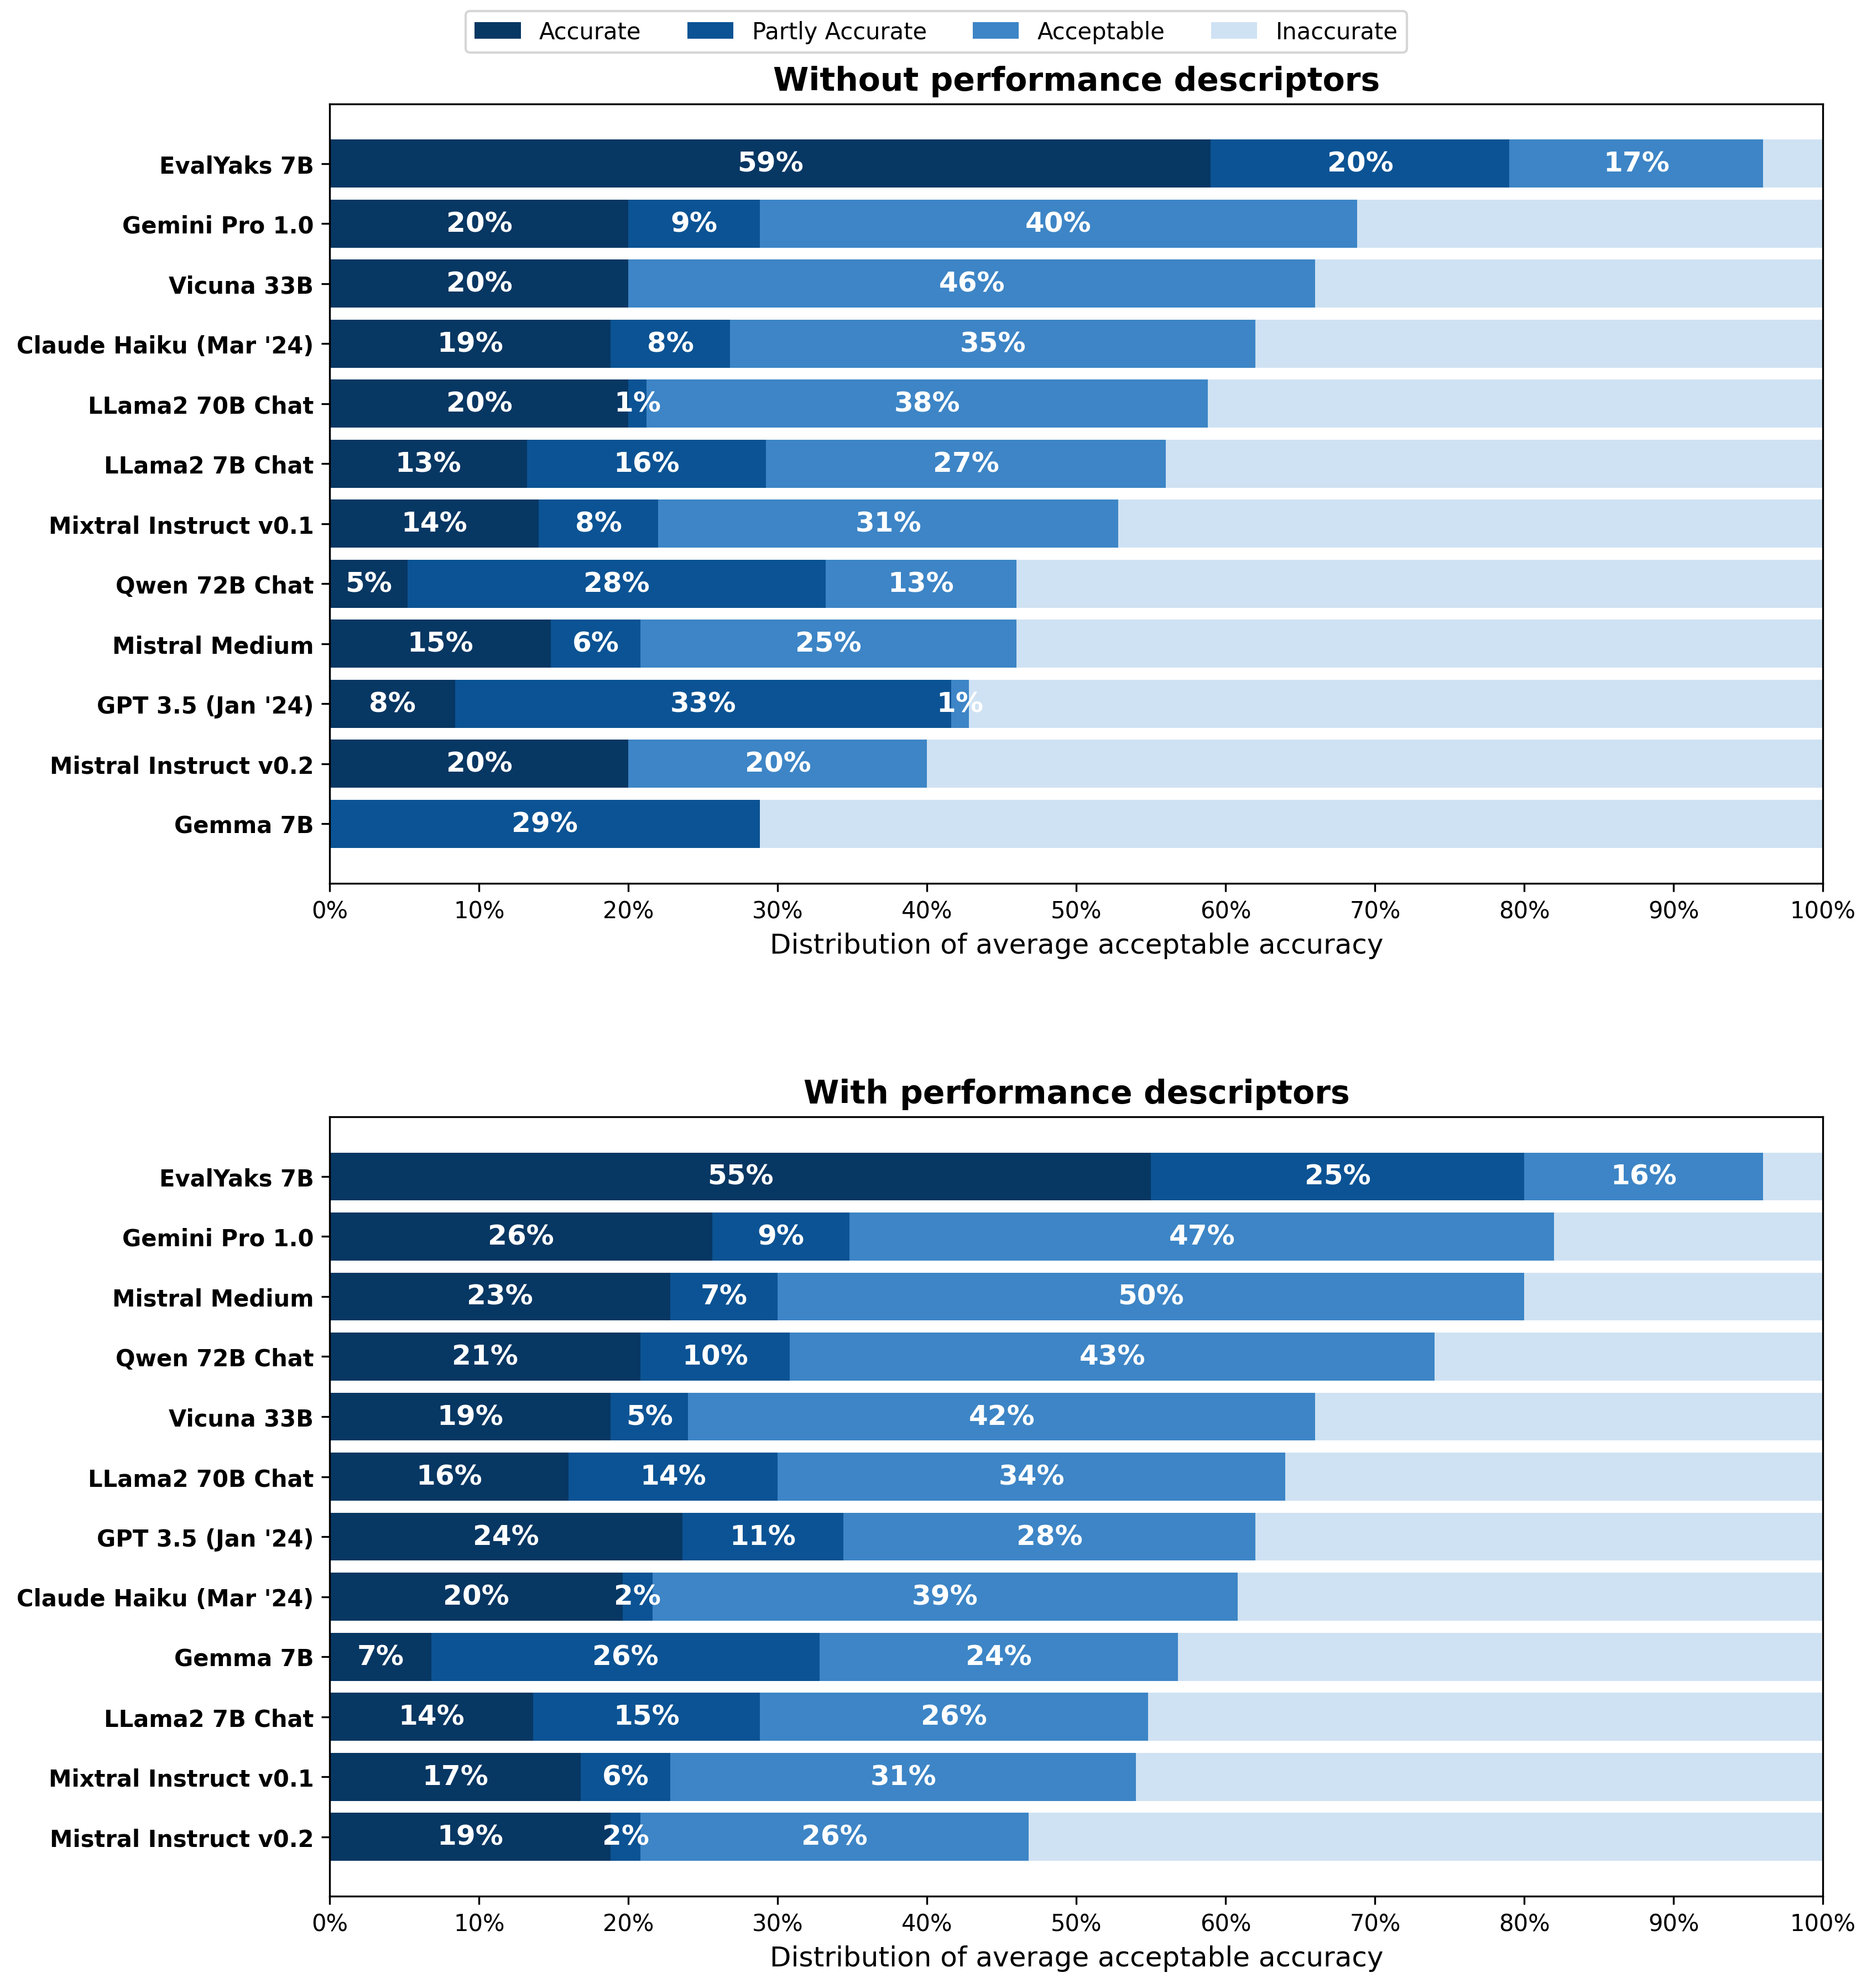 Accurate Partly Accurate Acceptable Inaccurate
Without performance descriptors
EvalYaks 7B 59% 20% 17%
Gemini Pro 1.0 20% 9% 40%
Vicuna 33B 20% 46%
Claude Haiku (Mar '24) 19% 8% 35%
LLama2 70B Chat 20% 1% 38%
LLama2 7B Chat 13% 16% 27%
Mixtral Instruct v0.1 14% 8% 31%
Qwen 72B Chat 5% 28% 13%
Mistral Medium 15% 6% 25%
GPT 3.5 (Jan '24) 8% 33% 1%
Mistral Instruct v0.2 20% 20%
Gemma 7B 29%
0% 10% 20% 30% 40% 50% 60% 70% 80% 90% 100%
Distribution of average acceptable accuracy
With performance descriptors
EvalYaks 7B 55% 25% 16%
Gemini Pro 1.0 26% 9% 47%
Mistral Medium 23% 7% 50%
Qwen 72B Chat 21% 10% 43%
Vicuna 33B 19% 5% 42%
LLama2 70B Chat 16% 14% 34%
GPT 3.5 (Jan '24) 24% 11% 28%
Claude Haiku (Mar '24) 20% 2% 39%
Gemma 7B 7% 26% 24%
LLama2 7B Chat 14% 15% 26%
Mixtral Instruct v0.1 17% 6% 31%
Mistral Instruct v0.2 19% 2% 26%
0% 10% 20% 30% 40% 50% 60% 70% 80% 90% 100%
Distribution of average acceptable accuracy